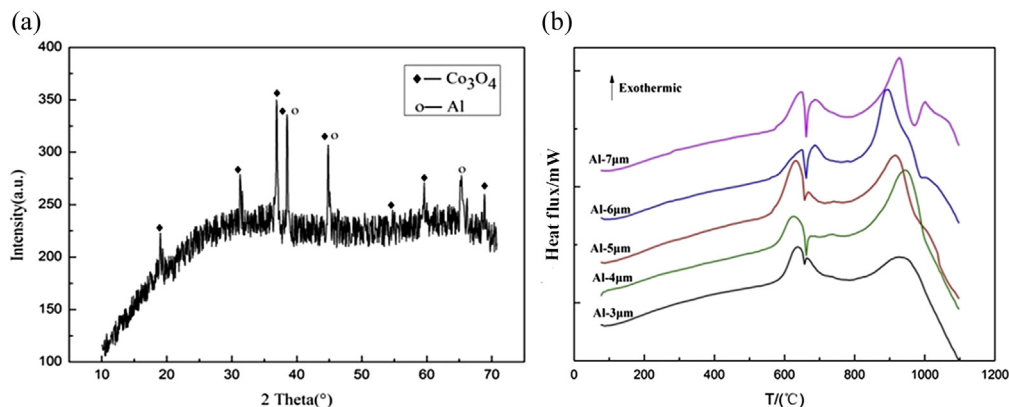 (a)
400
350
300
250
200
150
100
Intensity(a.u.)
10 20 30 40 50 60 70
2 Theta(°)
Co₃O₄
Al
(b)
Exothermic
Al-7μm
Al-6μm
Al-5μm
Al-4μm
Al-3μm
Heat flux/mW
0 200 400 600 800 1000 1200
T/(℃)